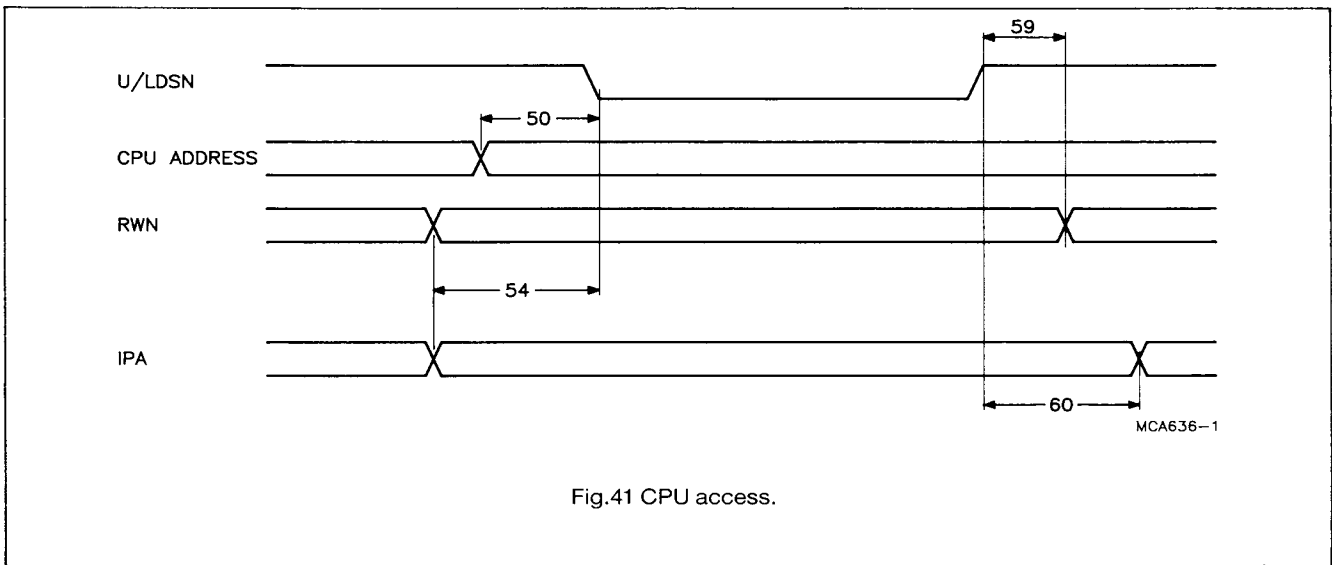 59
U/LDSN
50
CPU ADDRESS
RWN
54
IPA
60
MCA636-1
Fig.41 CPU access.